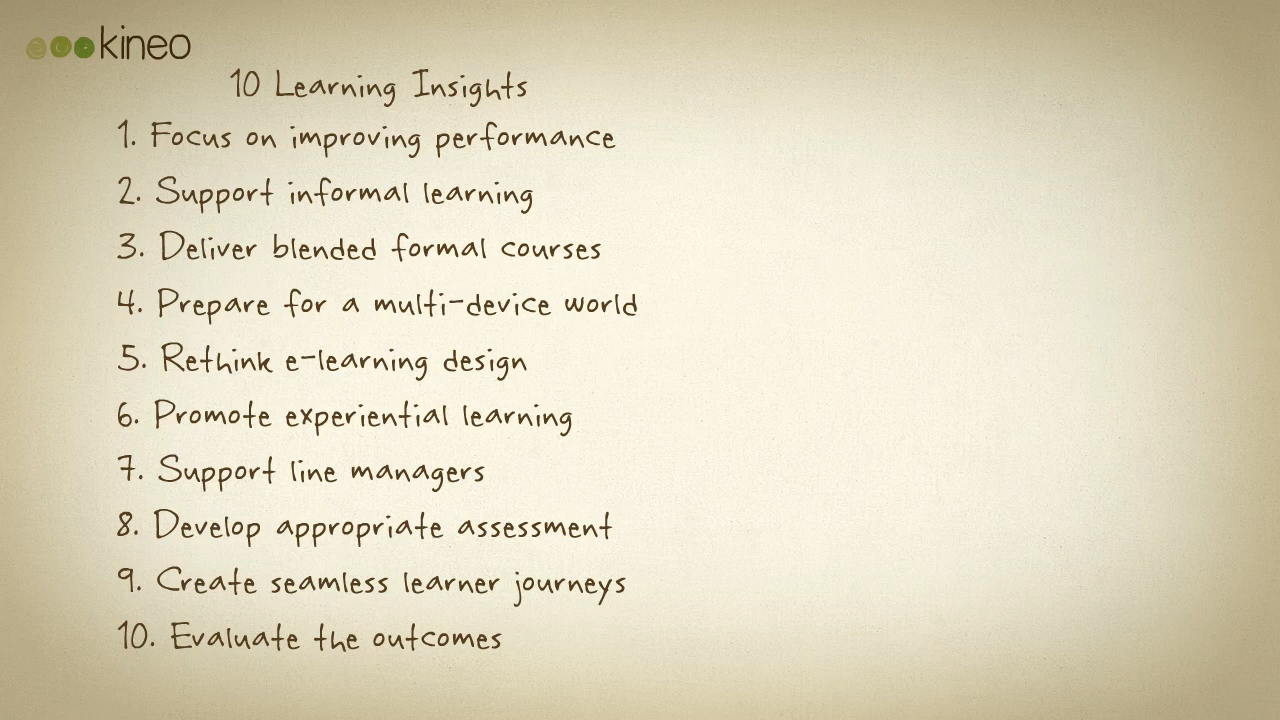 kineo
10 Learning Insights
1. Focus on improving performance
2. Support informal learning
3. Deliver blended formal courses
4. Prepare for a multi-device world
5. Rethink e-learning design
6. Promote experiential learning
7. Support line managers
8. Develop appropriate assessment
9. Create seamless learner journeys
10. Evaluate the outcomes